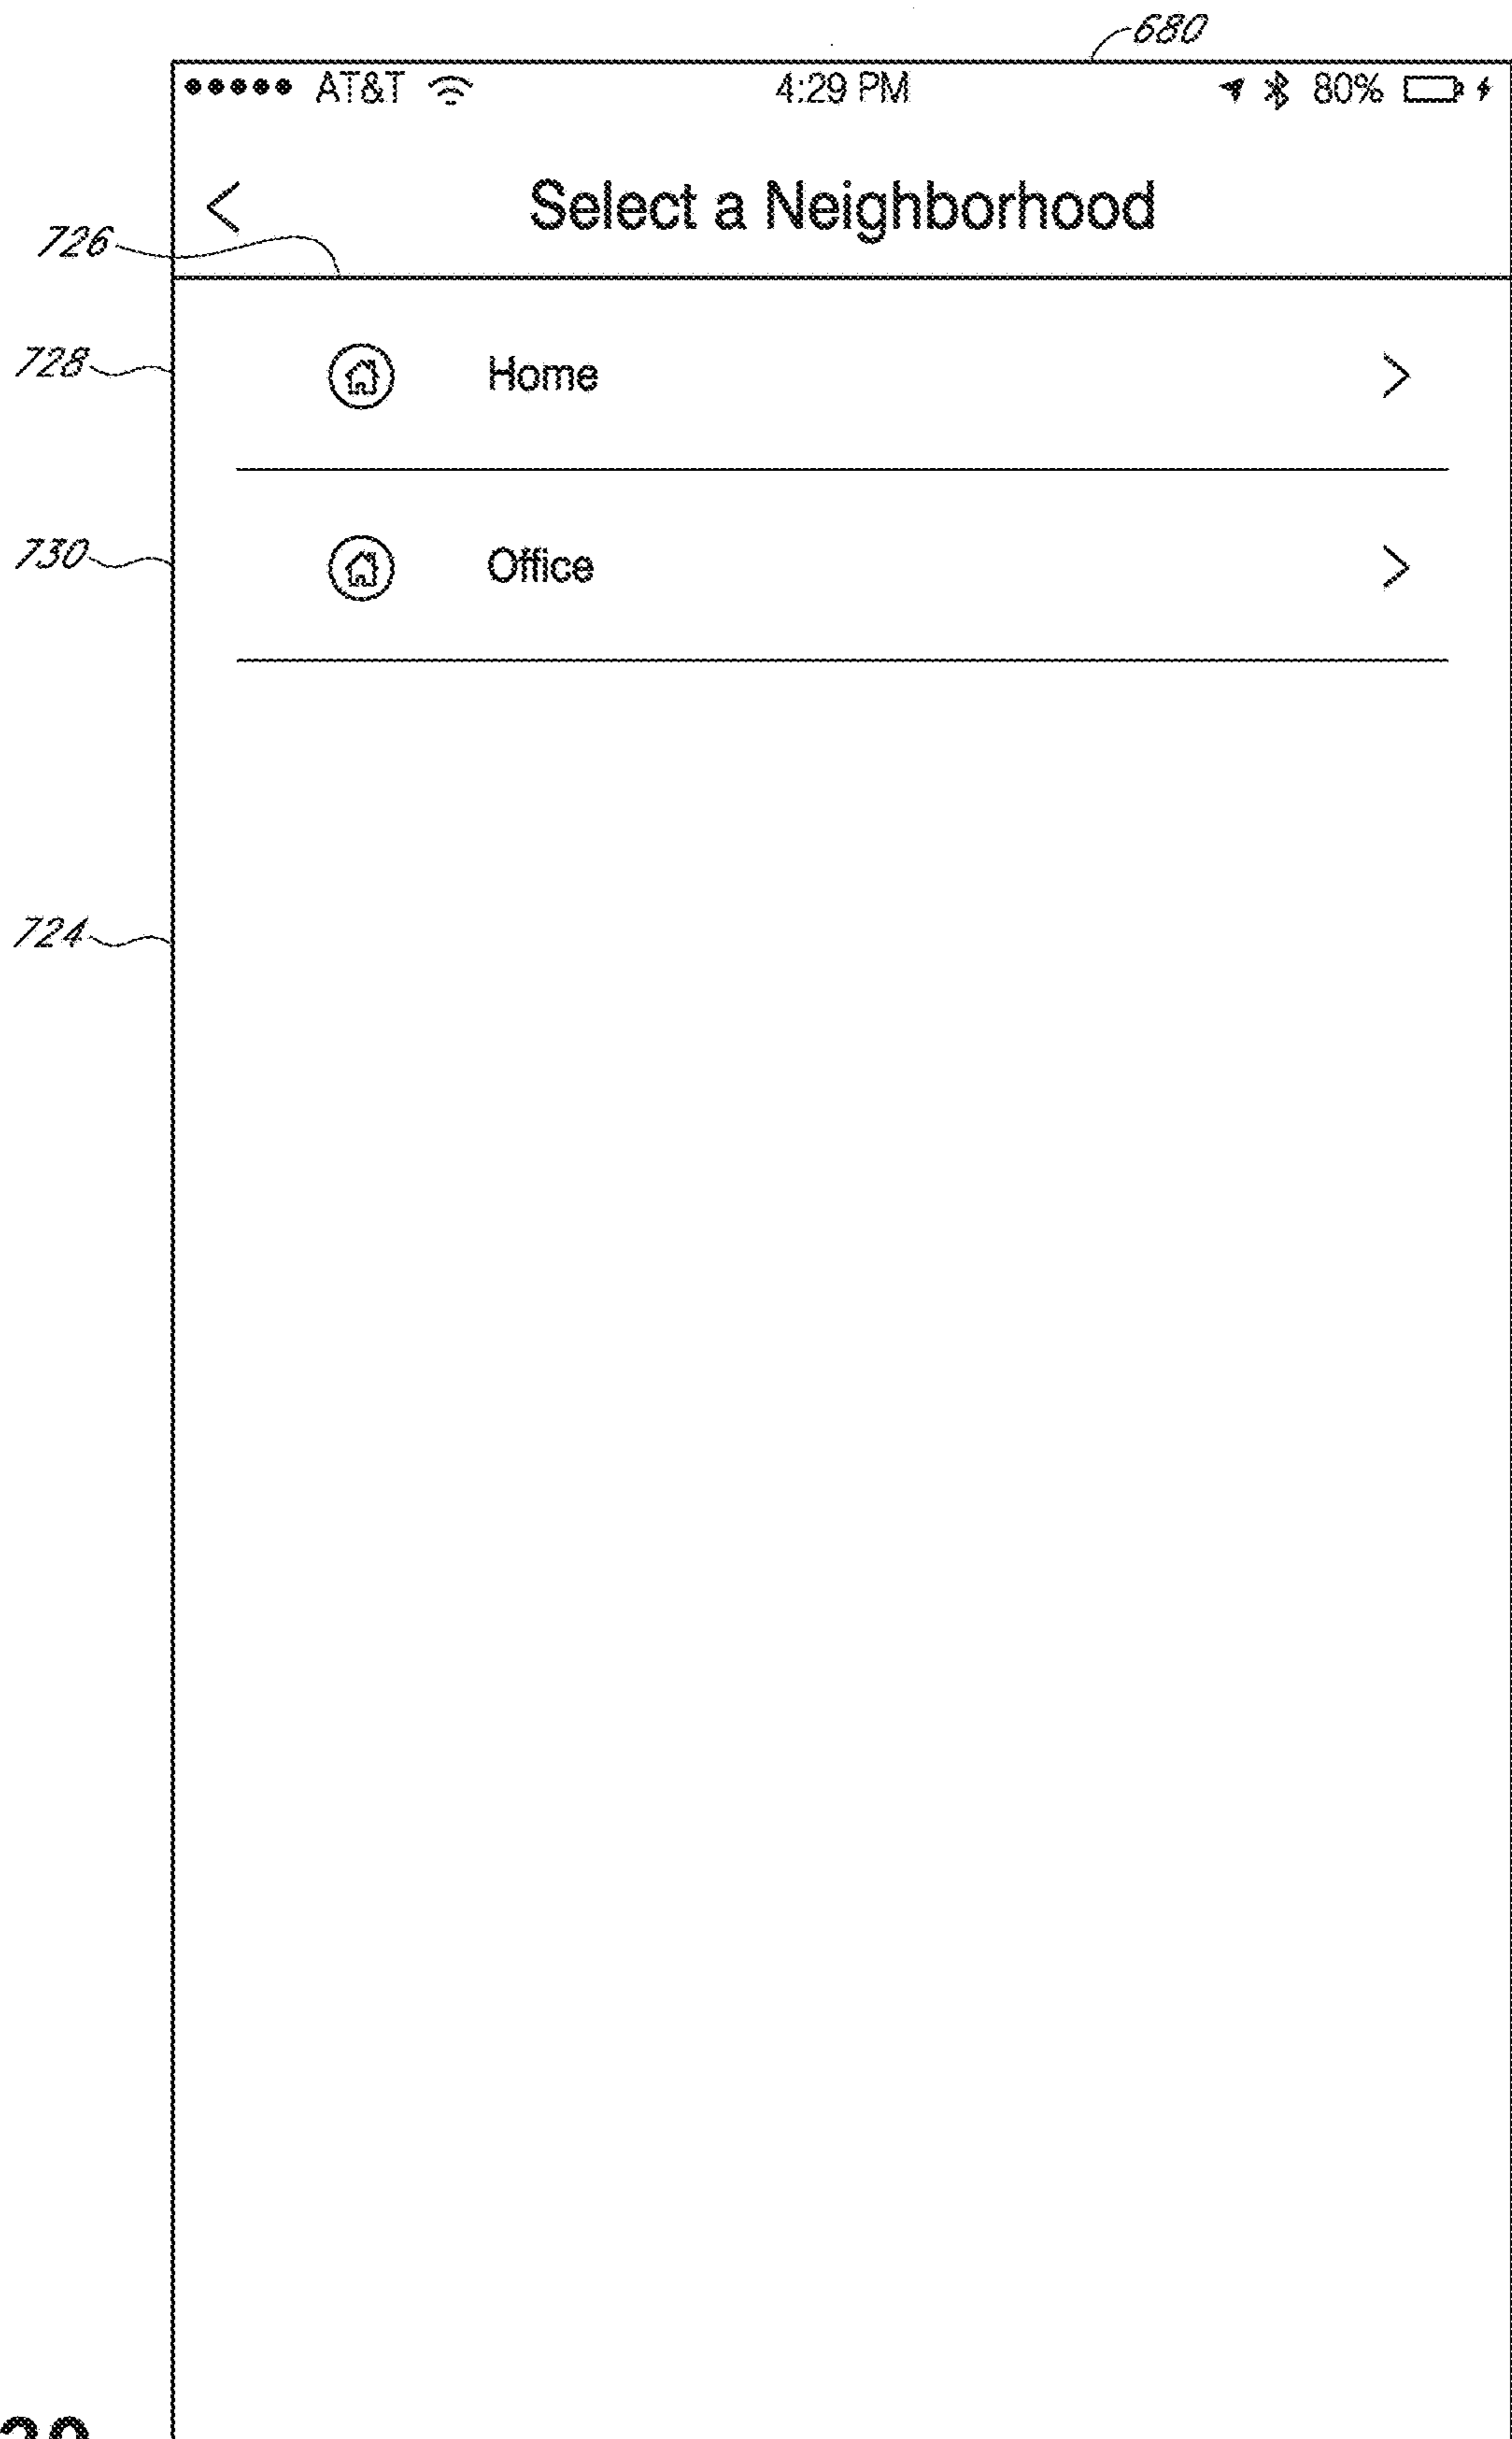 680
AT&T 4:29 PM 80%
< Select a Neighborhood
726
728 Home >
730 Office >
724